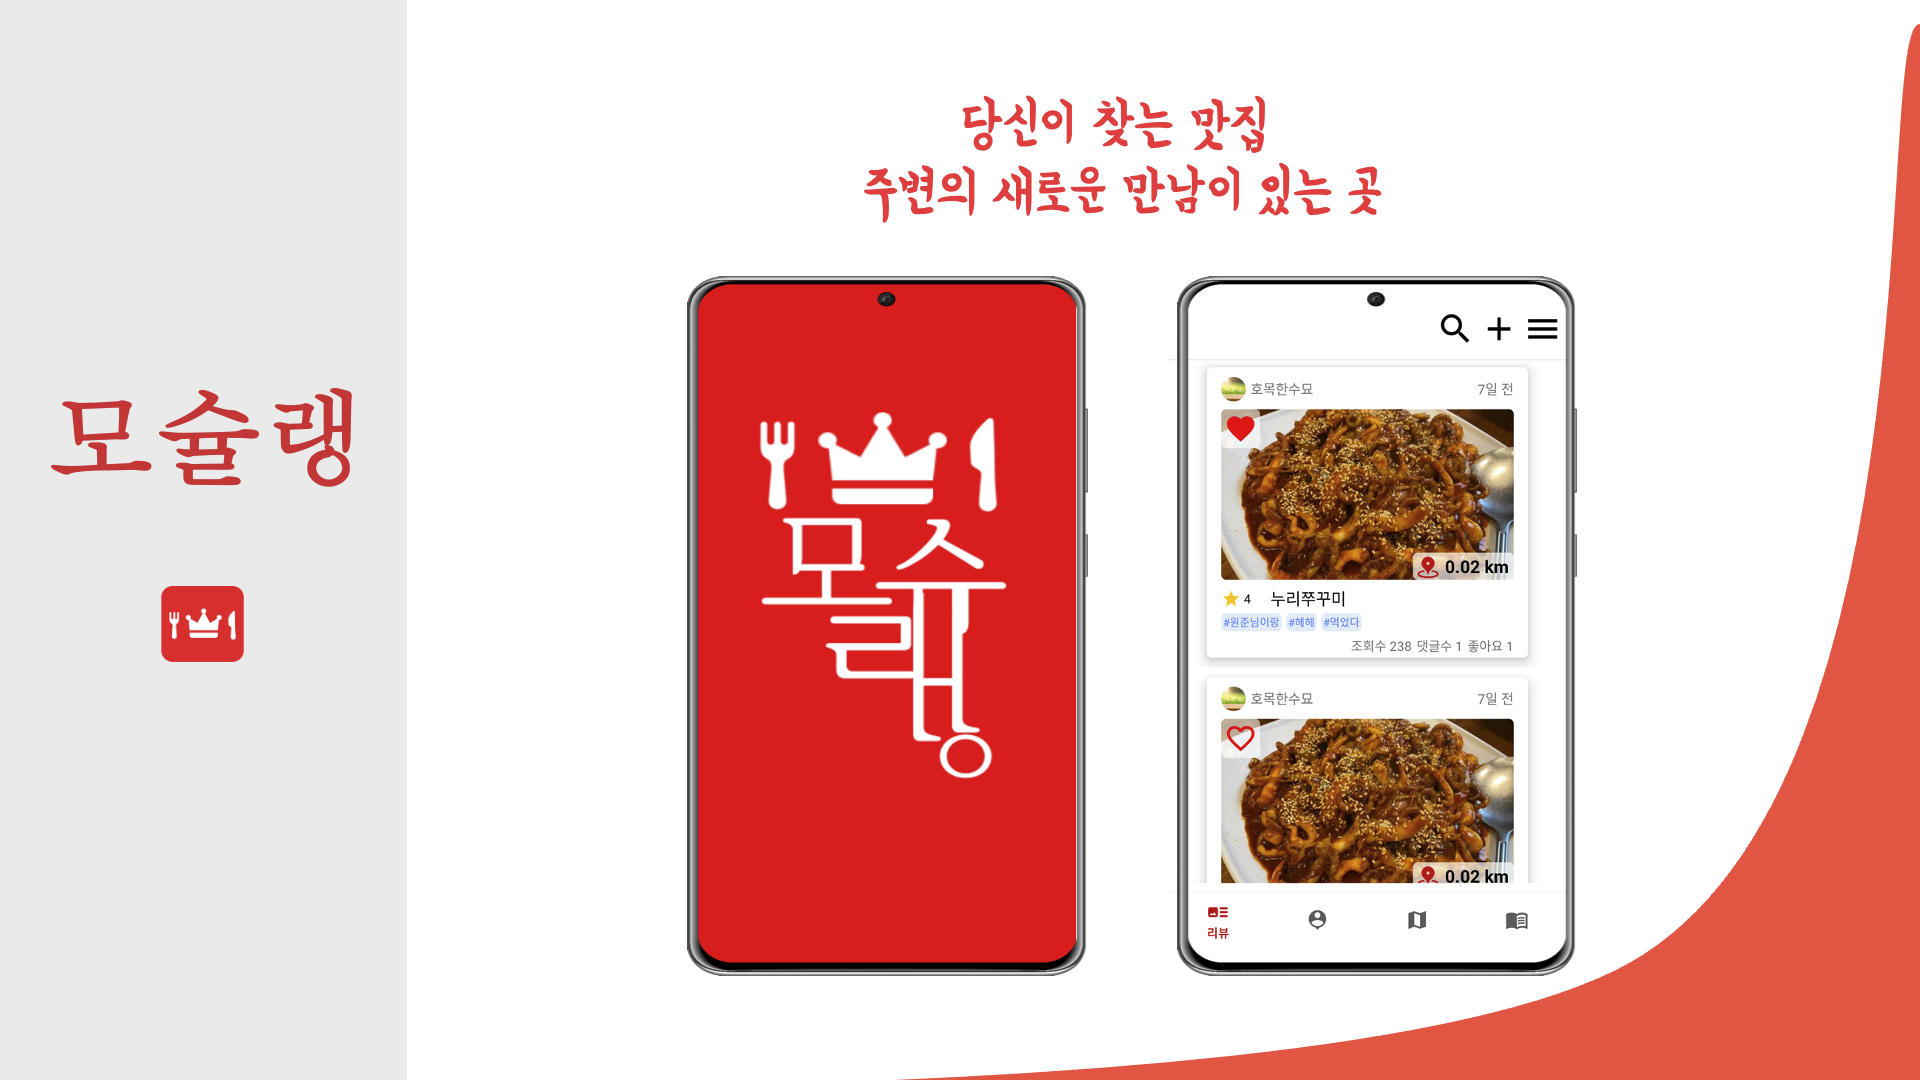 모슐랭
당신이 찾는 맛집
주변의 새로운 만남이 있는 곳
모슈
랭
호목한수묘
7일 전
0.02 km
4 누리쭈꾸미
#원준님이랑 #헤헤 #먹었다
조회수 238 댓글수 1 좋아요 1
호목한수묘
7일 전
0.02 km
리뷰